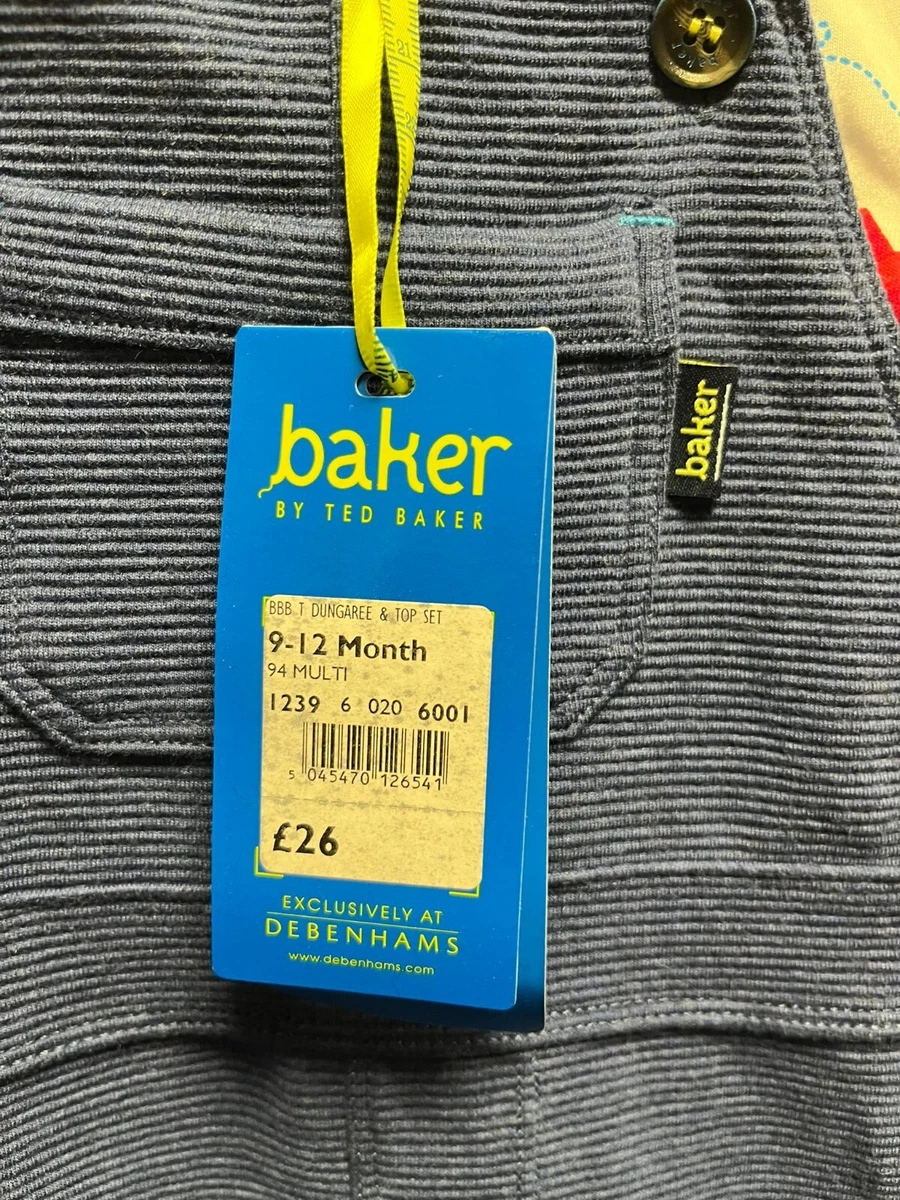 21
baker
BY TED BAKER
baker
BBB T DUNGAREE & TOP SET
9-12 Month
94 MULTI
1239 6 020 6001
5 045470 126541
£26
EXCLUSIVELY AT
DEBENHAMS
www.debenhams.com